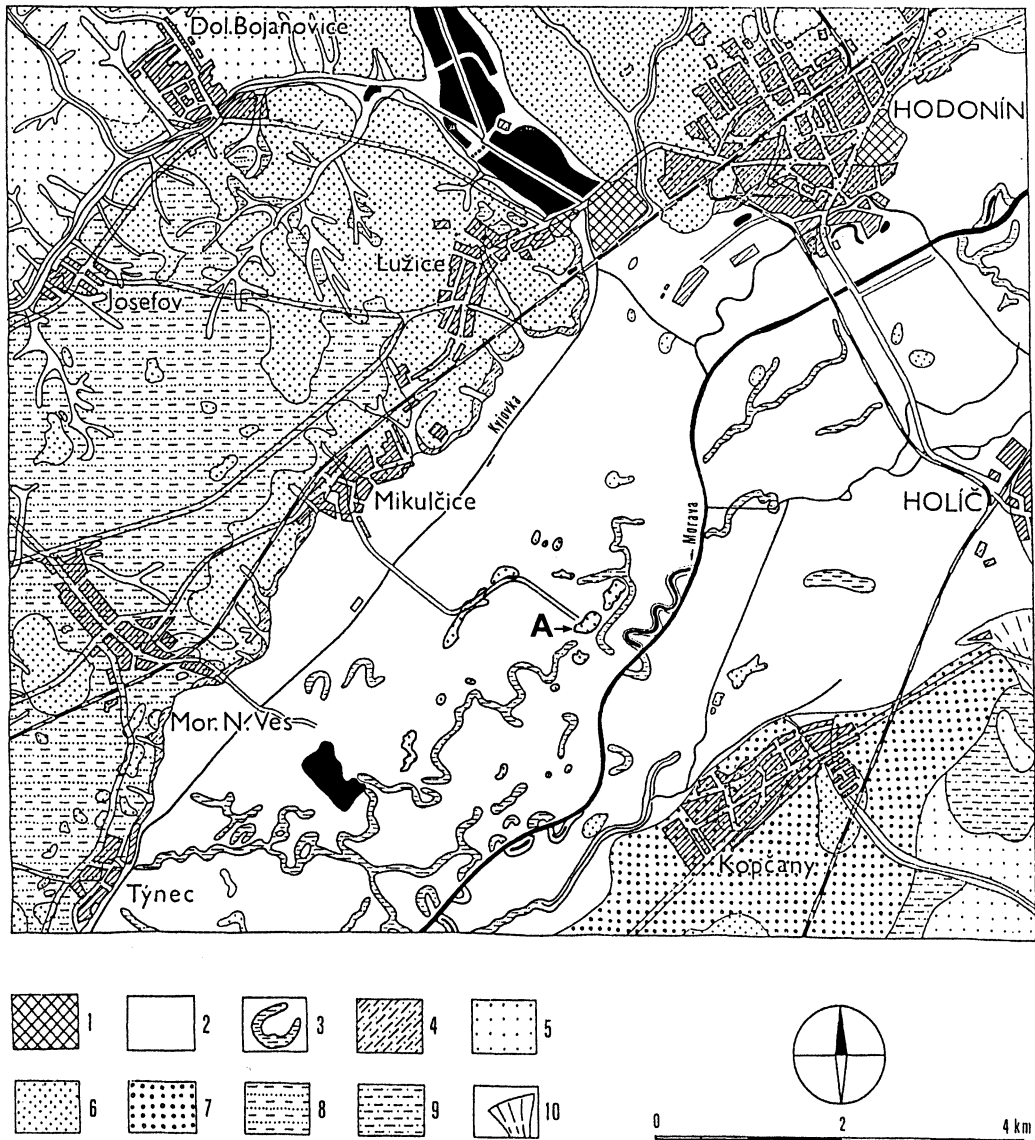 Dol. Bojanovice
HODONÍN
Lužice
Josefov
Kyjovka
Mikulčice
HOLÍČ
Morava
A
Mor. N. Ves
Kopčany
Týnec
1 2 3 4 5
6 7 8 9 10
0 2 4 km